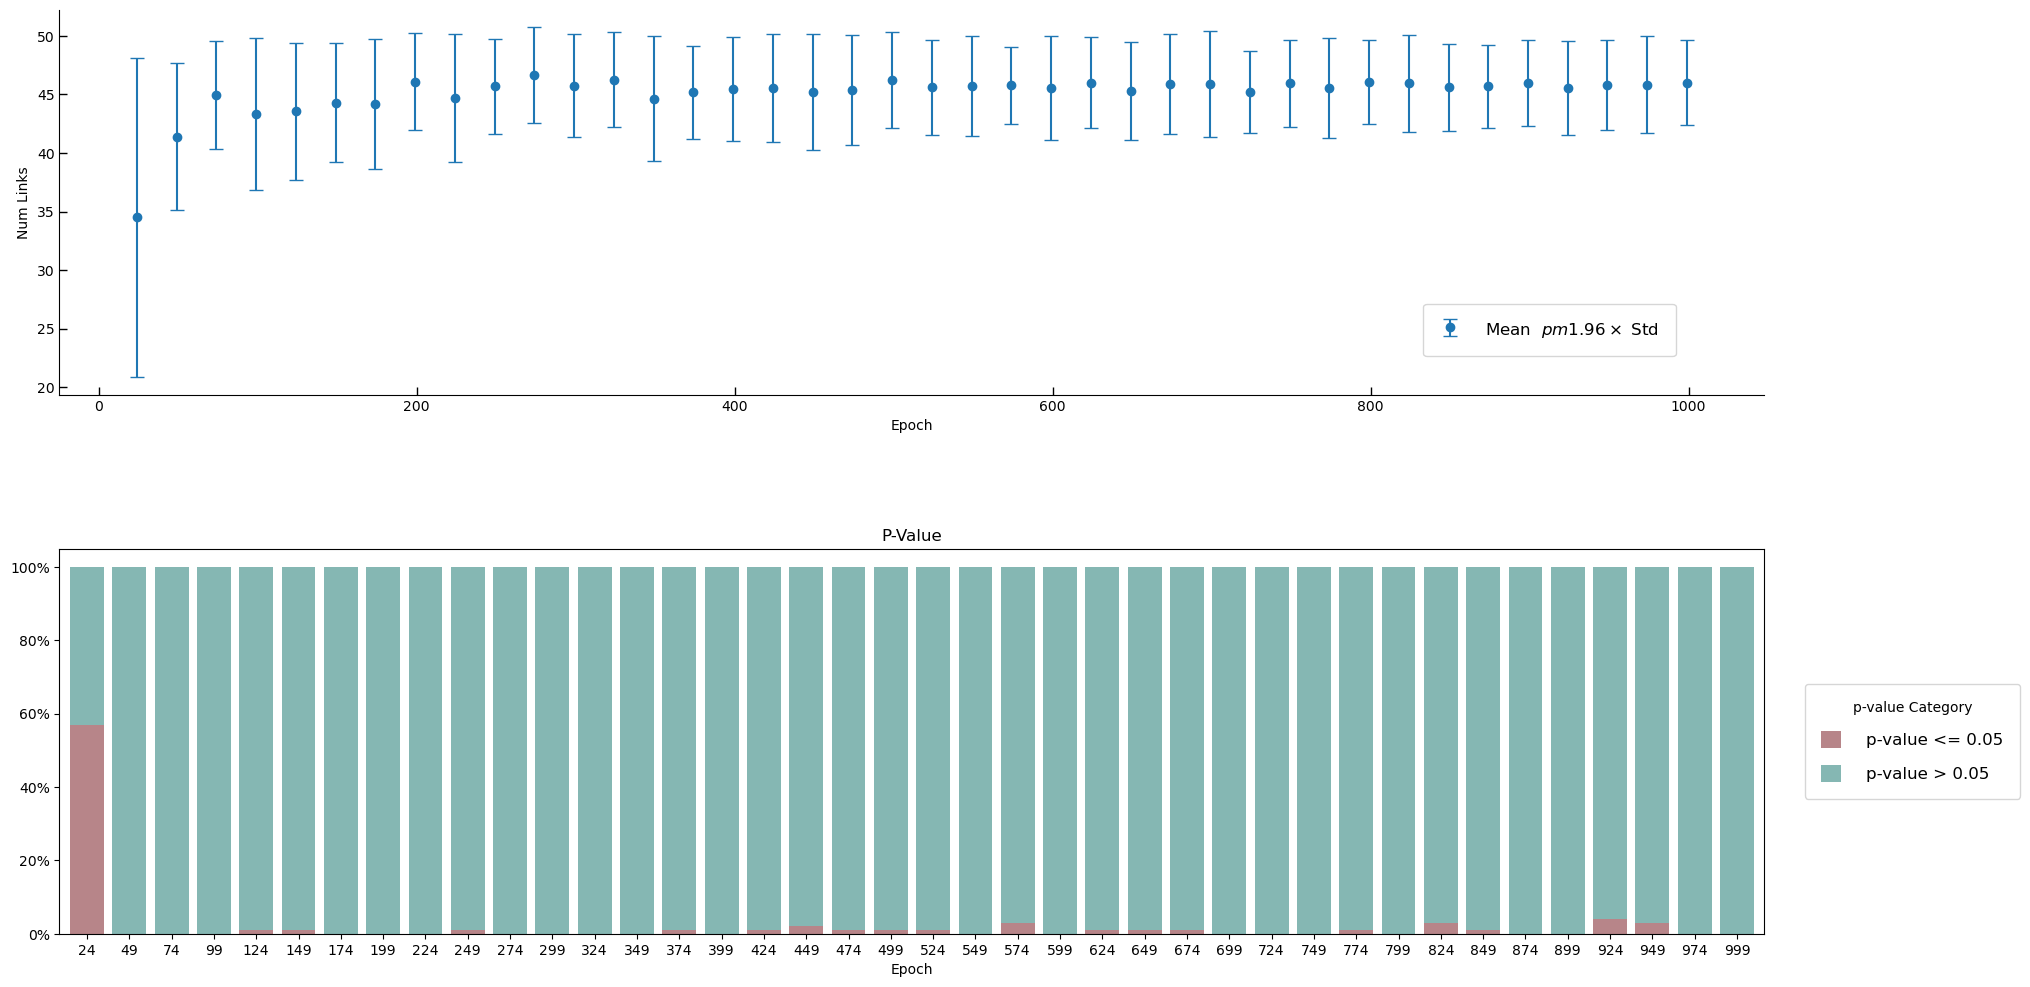 50
45
40
35
30
25
20
Num Links
Mean pm1.96× Std
0 200 400 600 800 1000
Epoch
P-Value
100%
80%
60%
40%
20%
0%
p-value Category
p-value <= 0.05
p-value > 0.05
24 49 74 99 124 149 174 199 224 249 274 299 324 349 374 399 424 449 474 499 524 549 574 599 624 649 674 699 724 749 774 799 824 849 874 899 924 949 974 999
Epoch